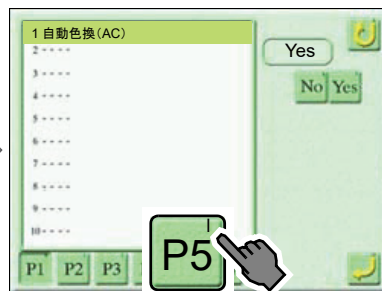 1 自動色換(AC)
2 - - - -
3 - - - -
4 - - - -
5 - - - -
6 - - - -
7 - - - -
8 - - - -
9 - - - -
10 - - - -
Yes
No Yes
P1 P2 P3
P5